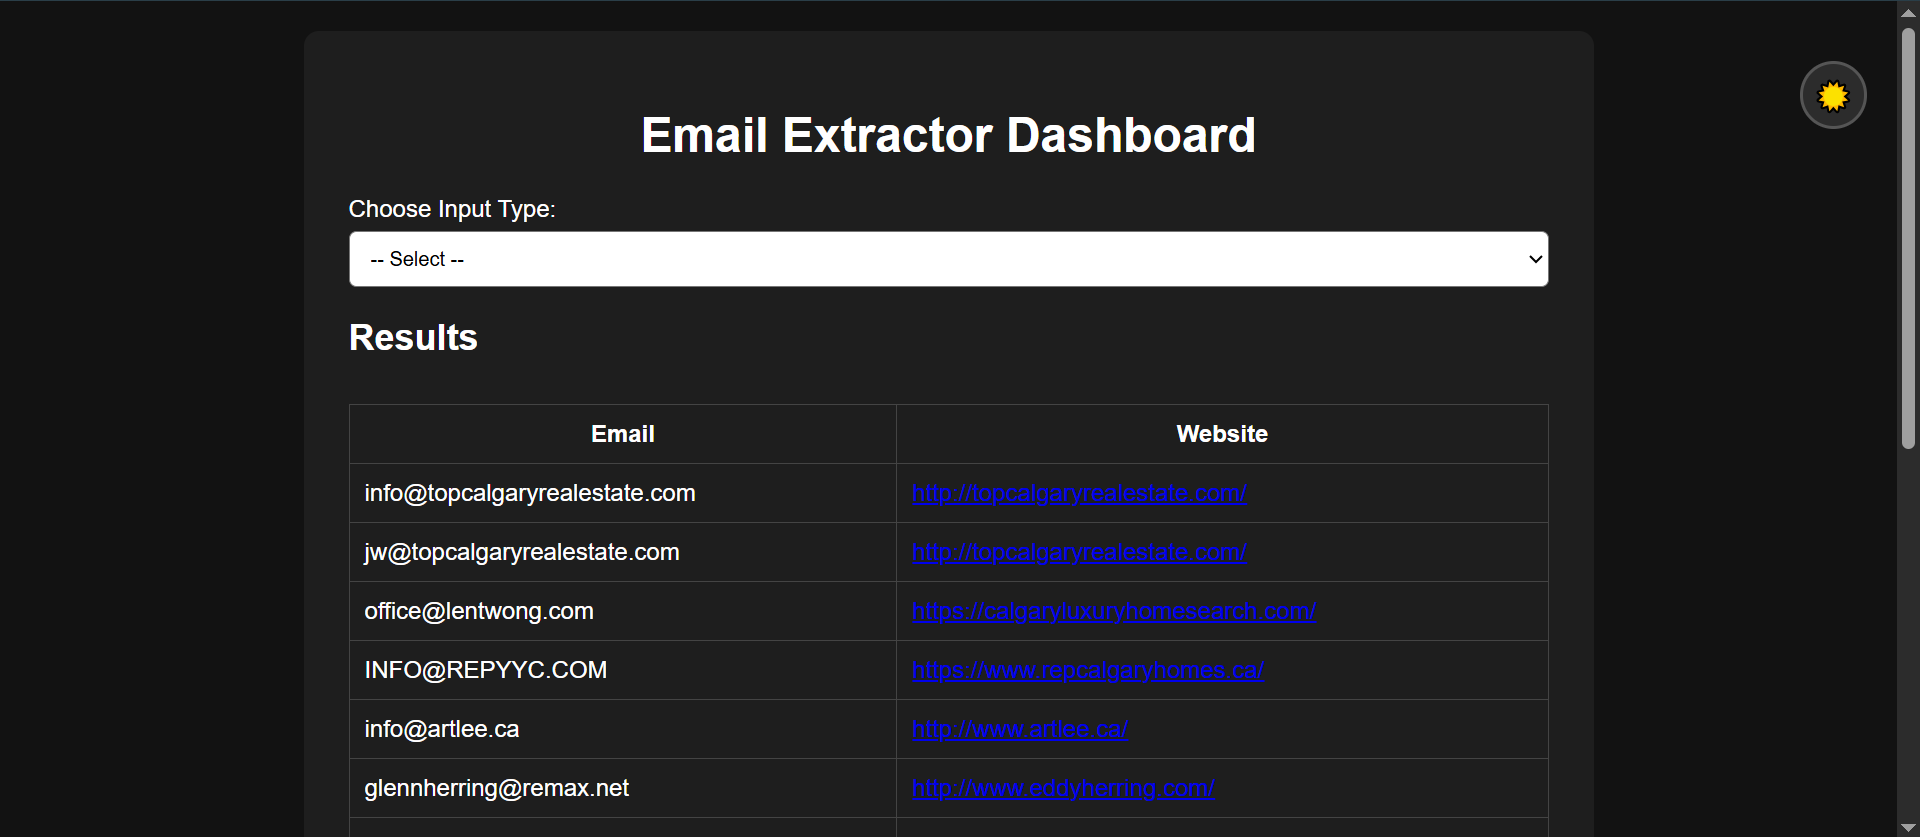 Email Extractor Dashboard
Choose Input Type:
-- Select --
Results
Email Website
info@topcalgaryrealestate.com http://topcalgaryrealestate.com/
jw@topcalgaryrealestate.com http://topcalgaryrealestate.com/
office@lentwong.com https://calgaryluxuryhomesearch.com/
INFO@REPYYC.COM https://www.repcalgaryhomes.ca/
info@artlee.ca http://www.artlee.ca/
glennherring@remax.net http://www.eddyherring.com/